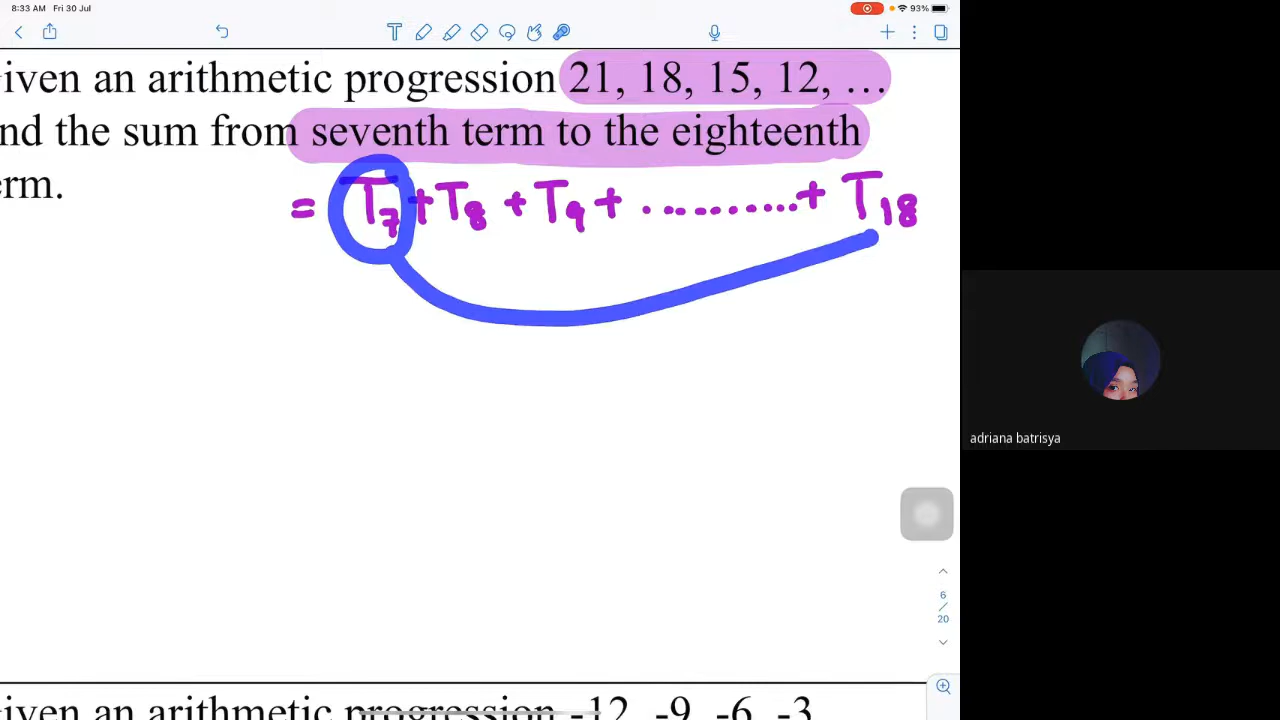 8:33 AM Fri 30 Jul
93%
iven an arithmetic progression 21, 18, 15, 12, …
nd the sum from seventh term to the eighteenth
erm.
= T7 + T8 + T9 + ........... + T18
adriana batrisya
6
/
20
iven an arithmetic progression -12, -9, -6, -3